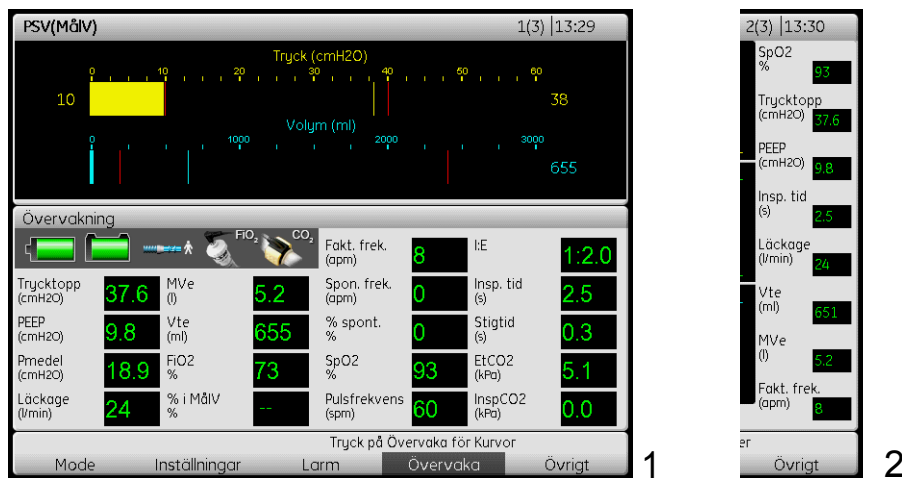 PSV(MålV) 1(3) 13:29
Tryck (cmH2O)
0 10 20 30 40 50 60
10 38
Volym (ml)
0 1000 2000 3000
655
Övervakning
FiO2 CO2
Fakt. frek. (apm) 8 I:E 1:2.0
Trycktopp (cmH2O) 37.6 MVe (l) 5.2 Spon. frek. (apm) 0 Insp. tid (s) 2.5
PEEP (cmH2O) 9.8 Vte (ml) 655 % spont. % 0 Stigtid (s) 0.3
Pmedel (cmH2O) 18.9 FiO2 % 73 SpO2 % 93 EtCO2 (kPa) 5.1
Läckage (l/min) 24 % i MålV % -- Pulsfrekvens (spm) 60 InspCO2 (kPa) 0.0
Tryck på Övervaka för Kurvor
Mode Inställningar Larm Övervaka Övrigt
1
2(3) 13:30
SpO2
% 93
Trycktopp
(cmH2O) 37.6
PEEP
(cmH2O) 9.8
Insp. tid
(s) 2.5
Läckage
(l/min) 24
Vte
(ml) 651
MVe
(l) 5.2
Fakt. frek.
(apm) 8
er
Övrigt
2